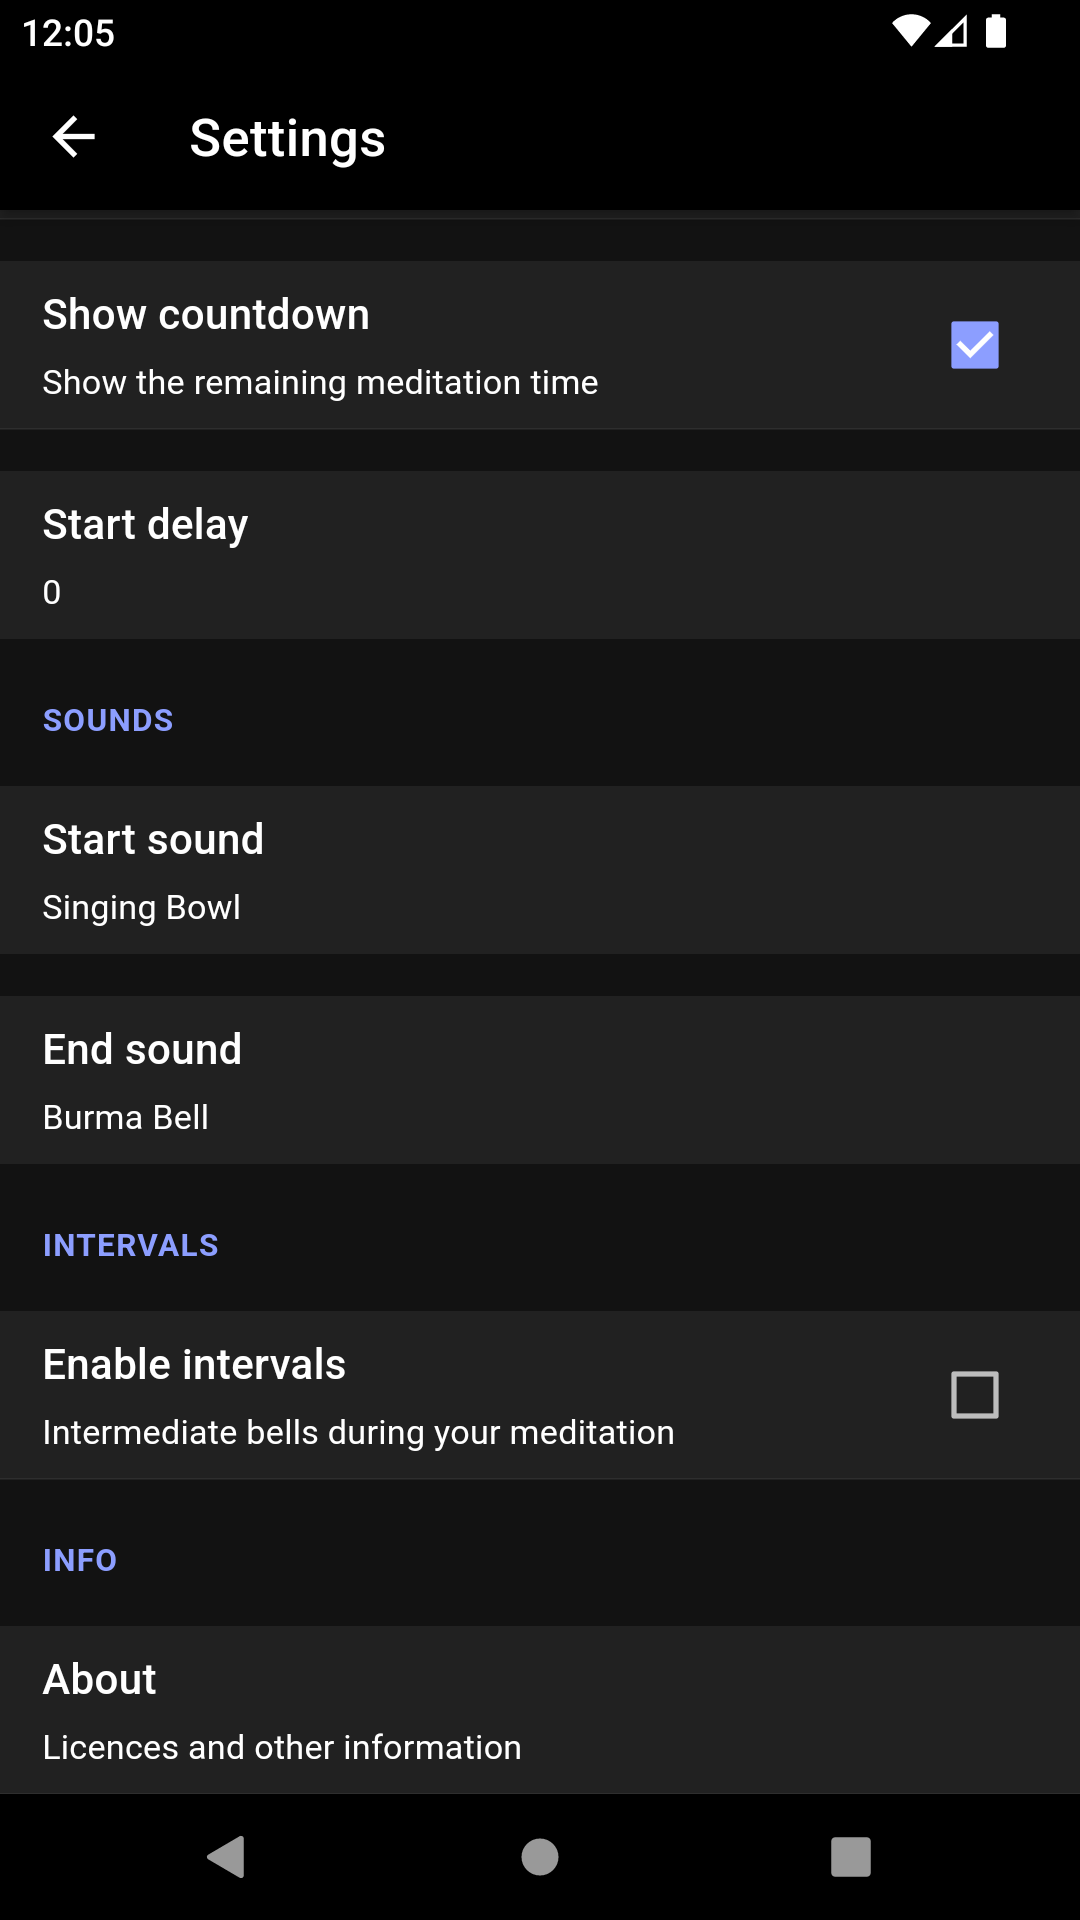 12:05
Settings
Show countdown
Show the remaining meditation time
Start delay
0
SOUNDS
Start sound
Singing Bowl
End sound
Burma Bell
INTERVALS
Enable intervals
Intermediate bells during your meditation
INFO
About
Licences and other information